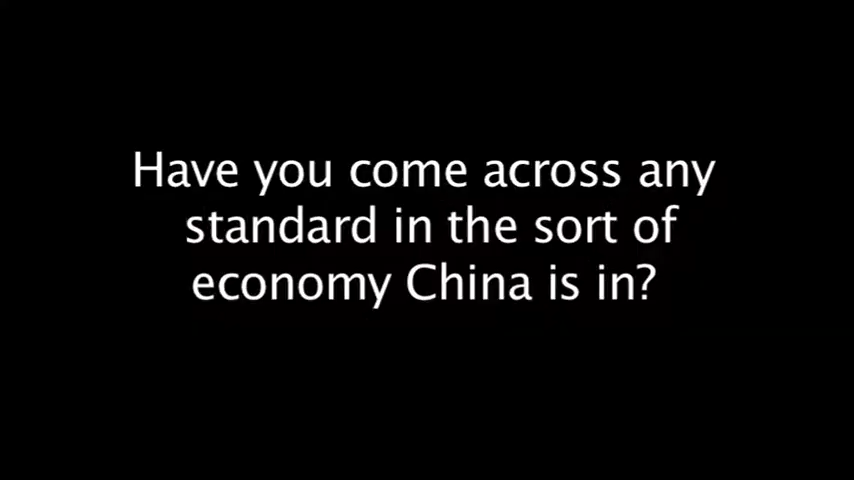 Have you come across any
standard in the sort of
economy China is in?